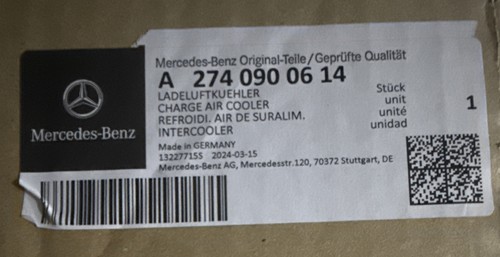 Mercedes-Benz Original-Teile/Geprüfte Qualität
A 274 090 06 14
LADELUFTKUEHLER
CHARGE AIR COOLER
REFROIDI. AIR DE SURALIM.
INTERCOOLER
Stück
unit
unité
unidad
1
Mercedes-Benz
Made in GERMANY
13227715S 2024-03-15
Mercedes-Benz AG, Mercedesstr.120, 70372 Stuttgart, DE